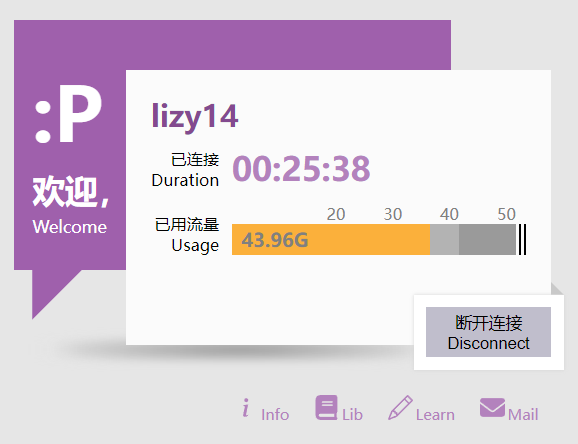 :P
欢迎,
Welcome
lizy14
已连接
Duration
00:25:38
已用流量
Usage
20 30 40 50
43.96G
断开连接
Disconnect
Info Lib Learn Mail